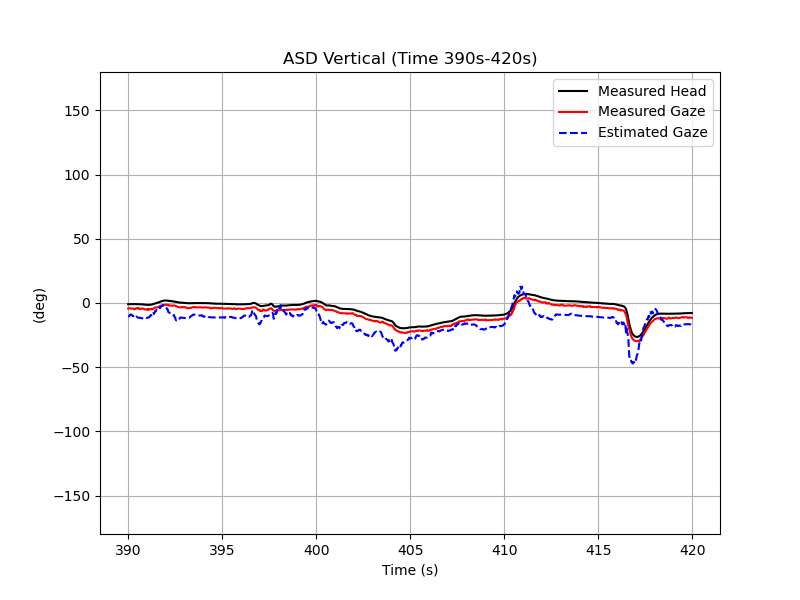 ASD Vertical (Time 390s-420s)
Measured Head
Measured Gaze
Estimated Gaze
150
100
50
0
−50
−100
−150
(deg)
390 395 400 405 410 415 420
Time (s)